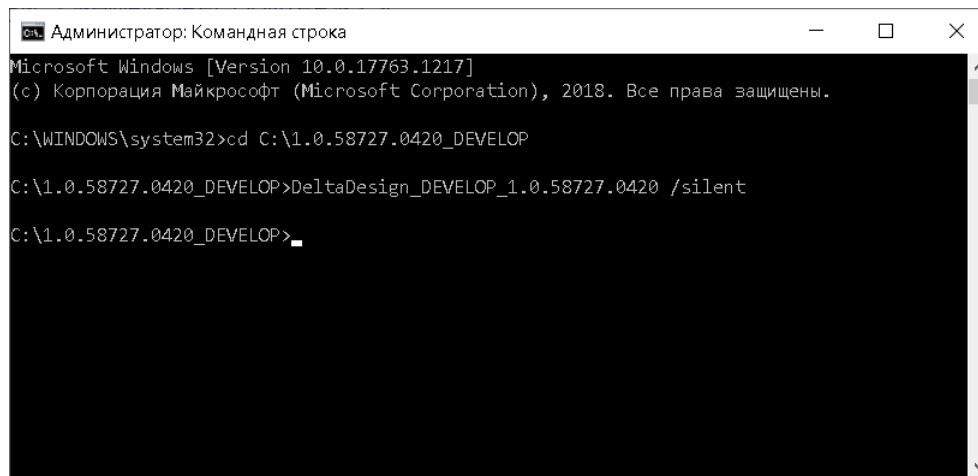 Администратор: Командная строка
Microsoft Windows [Version 10.0.17763.1217]
(c) Корпорация Майкрософт (Microsoft Corporation), 2018. Все права защищены.
C:\WINDOWS\system32>cd C:\1.0.58727.0420_DEVELOP
C:\1.0.58727.0420_DEVELOP>DeltaDesign_DEVELOP_1.0.58727.0420 /silent
C:\1.0.58727.0420_DEVELOP>